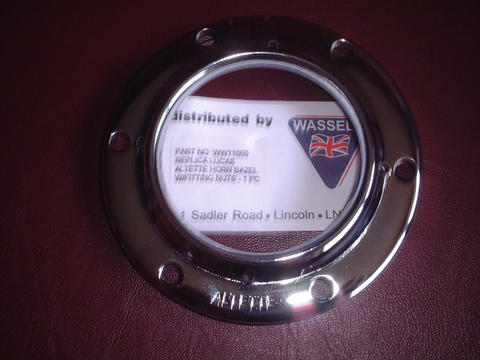 distributed by
WASSEL
PART NO WW11050
REPLICA LUCAS
ALTETTE HORN BAZEL
W/FITTING NUTS - 1 PC
1 Sadler Road • Lincoln • LN
ALTETTE